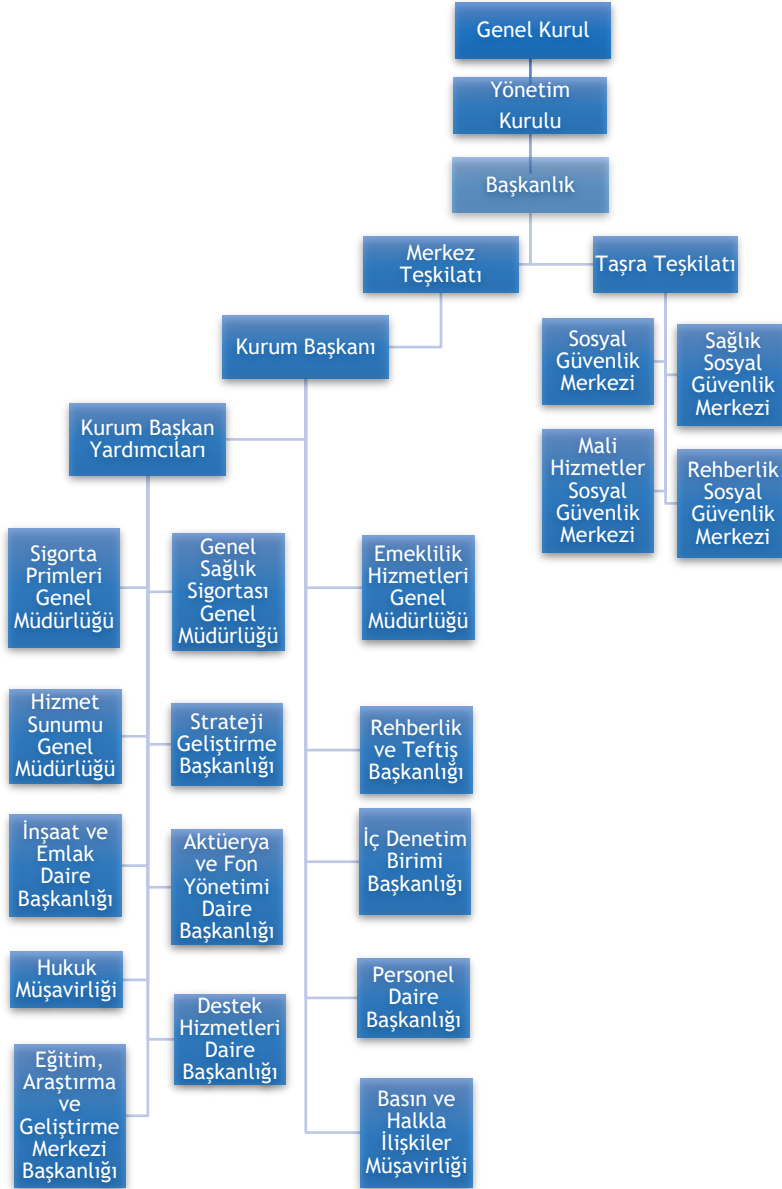 Genel Kurul
Yönetim
Kurulu
Başkanlık
Merkez
Teşkilatı
Taşra Teşkilatı
Kurum Başkanı
Sosyal
Güvenlik
Merkezi
Sağlık
Sosyal
Güvenlik
Merkezi
Kurum Başkan
Yardımcıları
Mali
Hizmetler
Sosyal
Güvenlik
Merkezi
Rehberlik
Sosyal
Güvenlik
Merkezi
Sigorta
Primleri
Genel
Müdürlüğü
Genel
Sağlık
Sigortası
Genel
Müdürlüğü
Emeklilik
Hizmetleri
Genel
Müdürlüğü
Hizmet
Sunumu
Genel
Müdürlüğü
Strateji
Geliştirme
Başkanlığı
Rehberlik
ve Teftiş
Başkanlığı
İnşaat ve
Emlak
Daire
Başkanlığı
Aktüerya
ve Fon
Yönetimi
Daire
Başkanlığı
İç Denetim
Birimi
Başkanlığı
Hukuk
Müşavirliği
Destek
Hizmetleri
Daire
Başkanlığı
Personel
Daire
Başkanlığı
Eğitim,
Araştırma
ve
Geliştirme
Merkezi
Başkanlığı
Basın ve
Halkla
İlişkiler
Müşavirliği